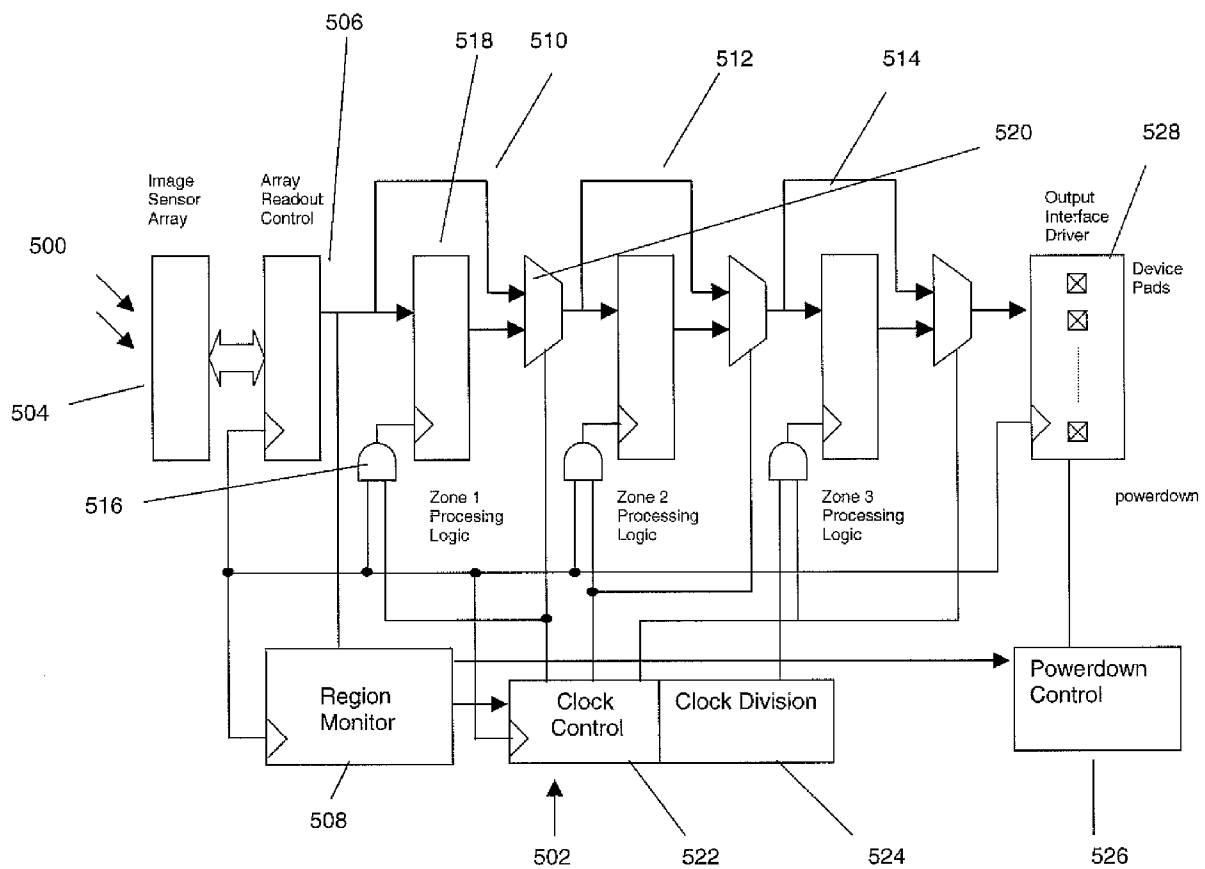 506
518
510
512
514
520
528
Image
Sensor
Array
Array
Readout
Control
Output
Interface
Driver
500
Device
Pads
504
516
Zone 1
Procesing
Logic
Zone 2
Processing
Logic
Zone 3
Processing
Logic
powerdown
Region
Monitor
Clock
Control
Clock Division
Powerdown
Control
508
502
522
524
526